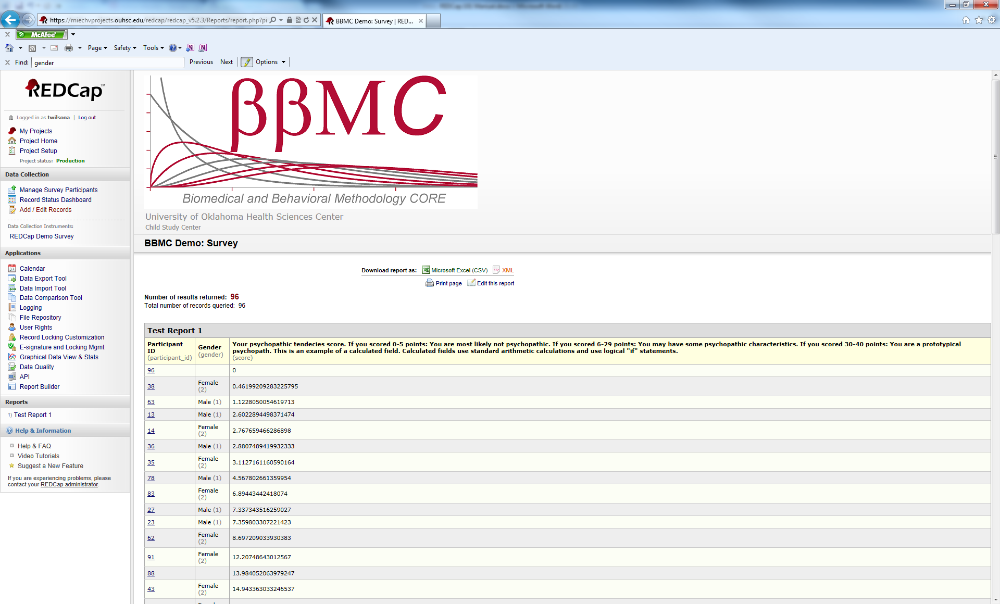 https://miechvprojects.ouhsc.edu/redcap/redcap_v5.2.3/Reports/report.php?pi
BBMC Demo: Survey | RED...
McAfee
Page Safety Tools
Find: gender Previous Next Options
REDCap™
Logged in as twilsona | Log out
My Projects
Project Home
Project Setup
Project status: Production
Data Collection
Manage Survey Participants
Record Status Dashboard
Add / Edit Records
Data Collection Instruments:
REDCap Demo Survey
Applications
Calendar
Data Export Tool
Data Import Tool
Data Comparison Tool
Logging
File Repository
User Rights
Record Locking Customization
E-signature and Locking Mgmt
Graphical Data View & Stats
Data Quality
API
Report Builder
Reports
1) Test Report 1
Help & Information
Help & FAQ
Video Tutorials
Suggest a New Feature
If you are experiencing problems, please
contact your REDCap administrator.
ββMC
Biomedical and Behavioral Methodology CORE
University of Oklahoma Health Sciences Center
Child Study Center
BBMC Demo: Survey
Download report as: Microsoft Excel (CSV) XML
Print page Edit this report
Number of results returned: 96
Total number of records queried: 96
Test Report 1
Participant ID (participant_id)
Gender (gender)
Your psychopathic tendecies score. If you scored 0-5 points: You are most likely not psychopathic. If you scored 6-29 points: You may have some psychopathic characteristics. If you scored 30-40 points: You are a prototypical
psychopath. This is an example of a calculated field. Calculated fields use standard arithmetic calculations and use logical "if" statements.
(score)
96 0
38 Female (2) 0.46199209283225795
63 Male (1) 1.1228050054619713
13 Male (1) 2.6022894498371474
14 Female (2) 2.767659466286898
36 Male (1) 2.8807489419932333
35 Female (2) 3.1127161160590164
78 Male (1) 4.567802661359954
83 Female (2) 6.89443442418074
27 Male (1) 7.337343516259027
23 Male (1) 7.359803307221423
62 Female (2) 8.697209033930383
91 Female (2) 12.20748643012567
88 13.984052063979247
43 Female (2) 14.943363033246537